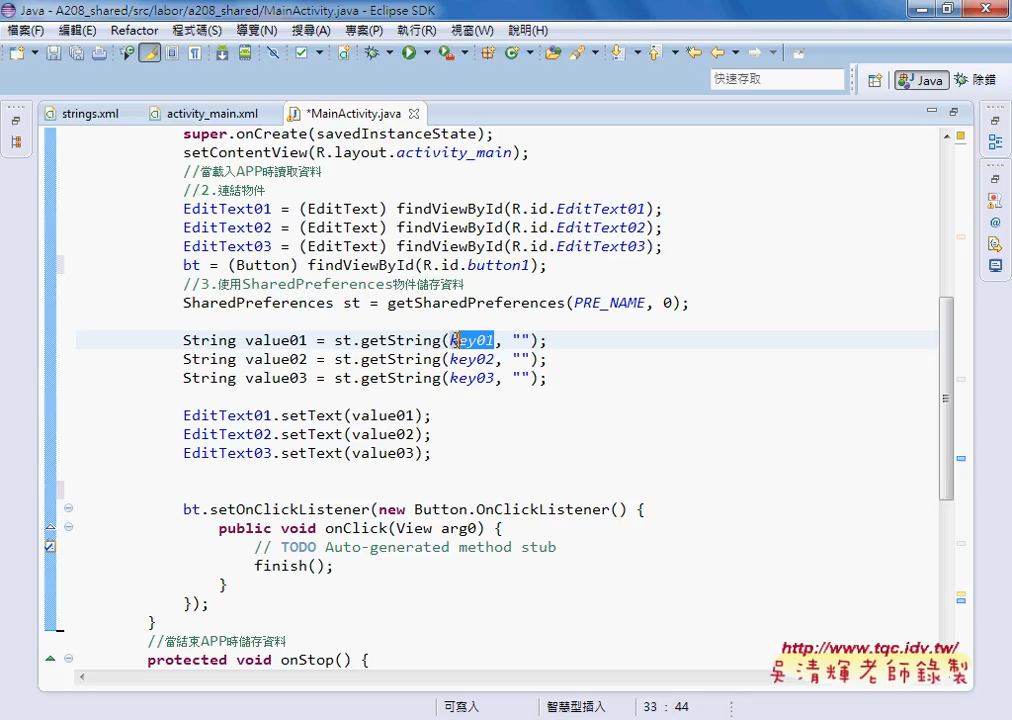 Java - A208_shared/src/labor/a208_shared/MainActivity.java - Eclipse SDK
檔案(F) 編輯(E) Refactor 程式碼(S) 導覽(N) 搜尋(A) 專案(P) 執行(R) 視窗(W) 說明(H)
快速存取 Java 除錯
strings.xml activity_main.xml *MainActivity.java
super.onCreate(savedInstanceState);
setContentView(R.layout.activity_main);
//當載入APP時讀取資料
//2.連結物件
EditText01 = (EditText) findViewById(R.id.EditText01);
EditText02 = (EditText) findViewById(R.id.EditText02);
EditText03 = (EditText) findViewById(R.id.EditText03);
bt = (Button) findViewById(R.id.button1);
//3.使用SharedPreferences物件儲存資料
SharedPreferences st = getSharedPreferences(PRE_NAME, 0);
String value01 = st.getString(key01, "");
String value02 = st.getString(key02, "");
String value03 = st.getString(key03, "");
EditText01.setText(value01);
EditText02.setText(value02);
EditText03.setText(value03);
bt.setOnClickListener(new Button.OnClickListener() {
public void onClick(View arg0) {
// TODO Auto-generated method stub
finish();
}
});
}
//當結束APP時儲存資料
protected void onStop() {
http://www.tqc.idv.tw/
吳清輝老師錄製
可寫入 智慧型插入 33 : 44